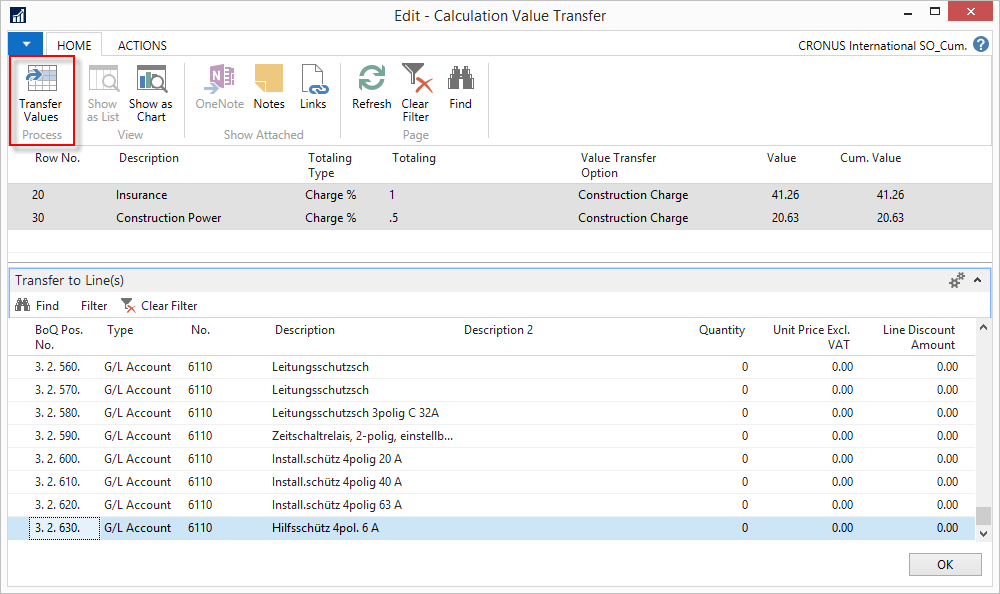 Edit - Calculation Value Transfer
HOME ACTIONS CRONUS International SO_Cum. ?
Transfer Values
Show as List
Show as Chart
OneNote
Notes
Links
Refresh
Clear Filter
Find
Process View Show Attached Page
Row No. Description Totaling Type Totaling Value Transfer Option Value Cum. Value
20 Insurance Charge % 1 Construction Charge 41.26 41.26
30 Construction Power Charge % .5 Construction Charge 20.63 20.63
Transfer to Line(s)
Find Filter Clear Filter
BoQ Pos. No. Type No. Description Description 2 Quantity Unit Price Excl. VAT Line Discount Amount
3. 2. 560. G/L Account 6110 Leitungsschutzsch 0 0.00 0.00
3. 2. 570. G/L Account 6110 Leitungsschutzsch 0 0.00 0.00
3. 2. 580. G/L Account 6110 Leitungsschutzsch 3polig C 32A 0 0.00 0.00
3. 2. 590. G/L Account 6110 Zeitschaltrelais, 2-polig, einstellb... 0 0.00 0.00
3. 2. 600. G/L Account 6110 Install.schütz 4polig 20 A 0 0.00 0.00
3. 2. 610. G/L Account 6110 Install.schütz 4polig 40 A 0 0.00 0.00
3. 2. 620. G/L Account 6110 Install.schütz 4polig 63 A 0 0.00 0.00
3. 2. 630. G/L Account 6110 Hilfsschütz 4pol. 6 A 0 0.00 0.00
OK